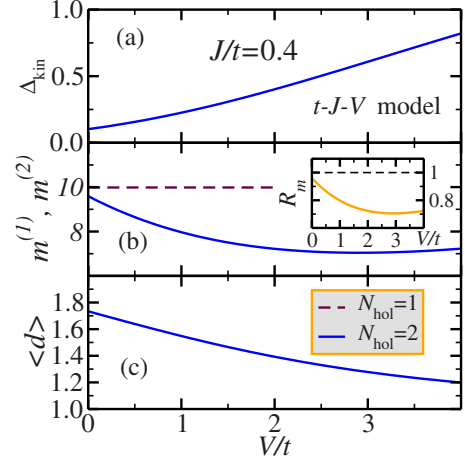 1.0
(a)
J/t=0.4
Δkin
0.5
t-J-V model
0.0
m(1), m(2)
10
8
(b)
Rm
1
0.8
0 1 2 3 V/t
<d>
1.8
1.6
1.4
1.2
1.0
(c)
Nhol=1
Nhol=2
0 1 2 3
V/t